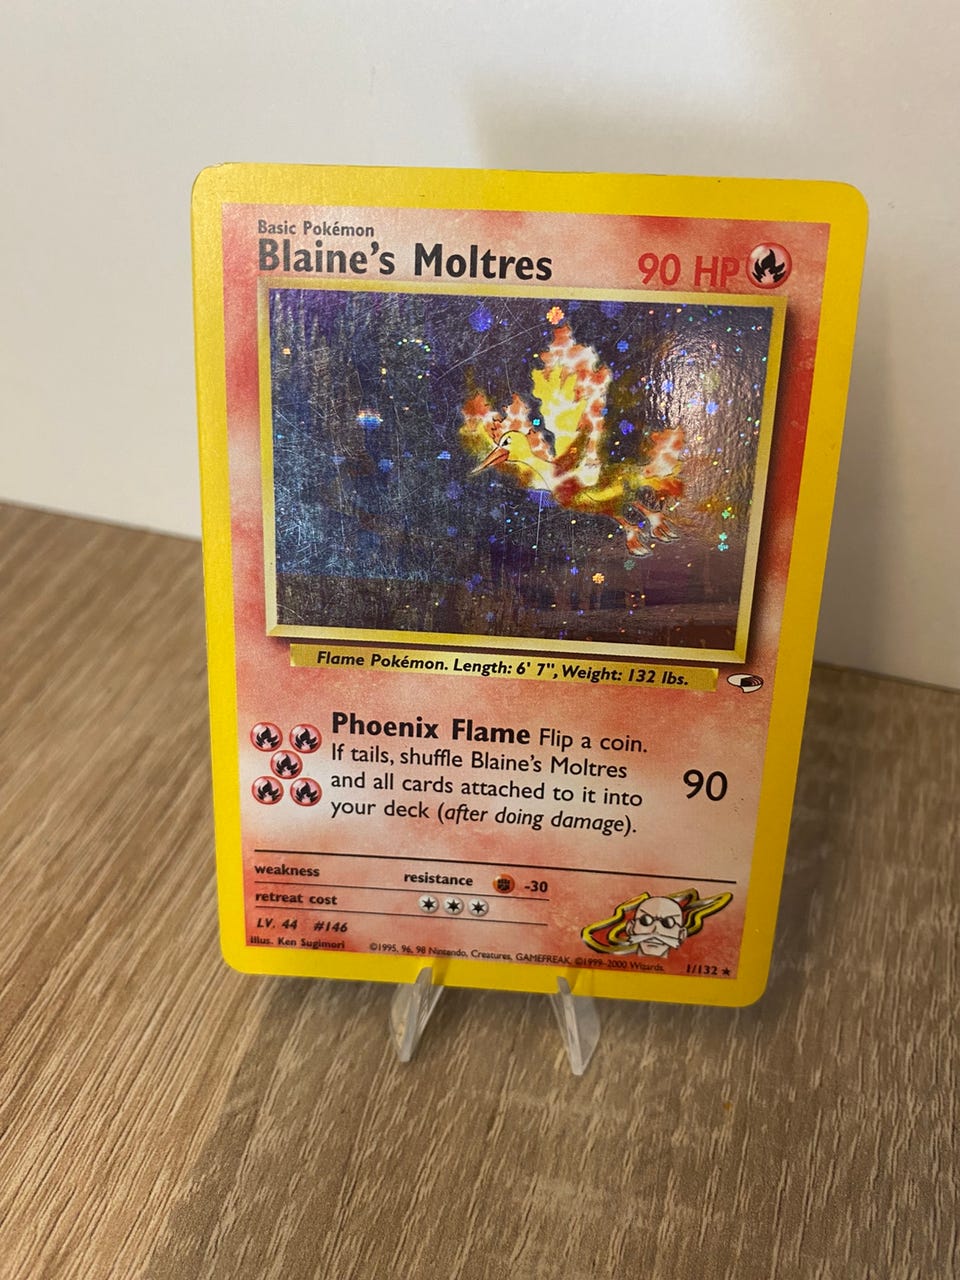 Basic Pokémon
Blaine's Moltres 90 HP
Flame Pokémon. Length: 6' 7", Weight: 132 lbs.
Phoenix Flame Flip a coin.
If tails, shuffle Blaine's Moltres
and all cards attached to it into
your deck (after doing damage).
90
weakness
resistance -30
retreat cost
LV. 44 #146
Illus. Ken Sugimori
©1995, 96, 98 Nintendo, Creatures, GAMEFREAK. ©1999-2000 Wizards.
1/132 ★